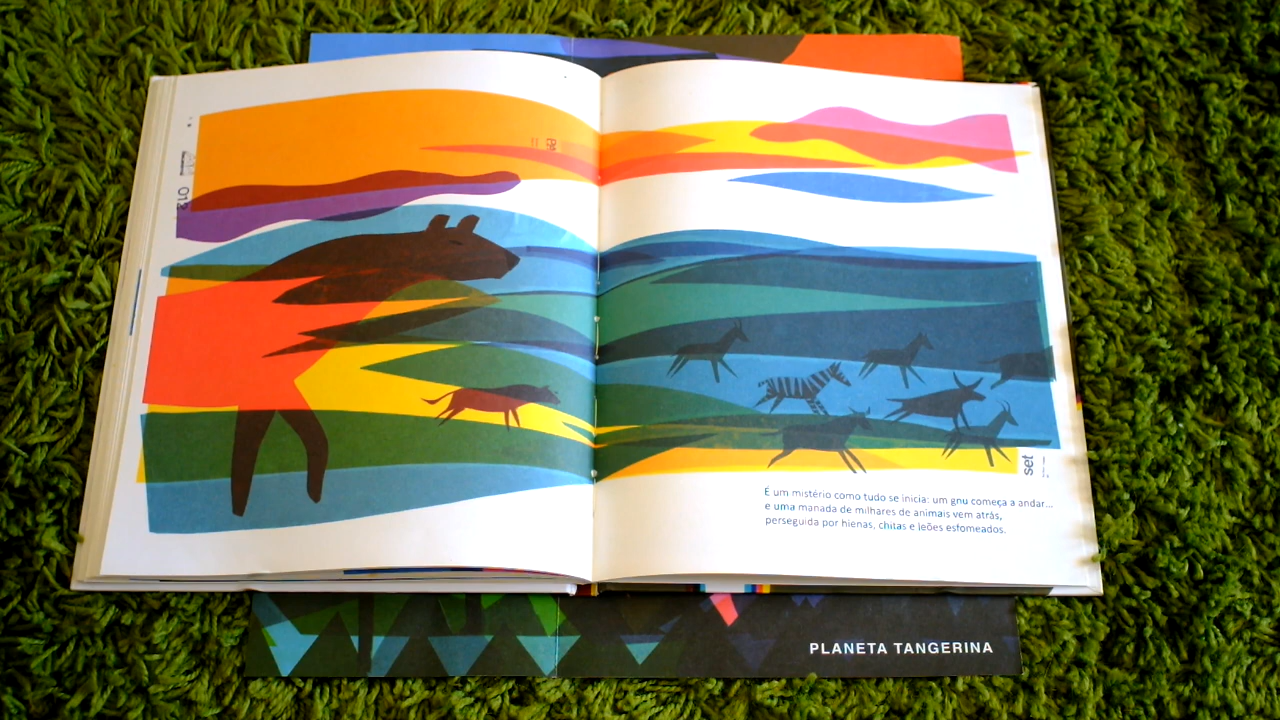 012
É um mistério como tudo se inicia: um gnu começa a andar...
e uma manada de milhares de animais vem atrás,
perseguida por hienas, chitas e leões esfomeados.
set
PLANETA TANGERINA